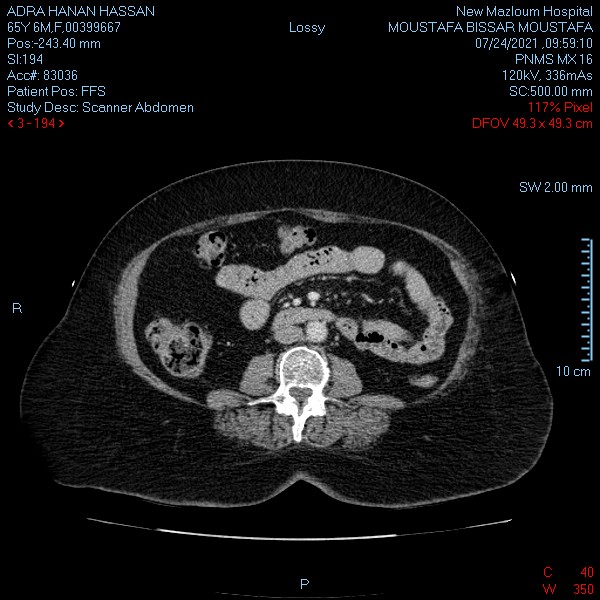 ADRA HANAN HASSAN
65Y 6M,F,00399667
Pos:-243.40 mm
SI:194
Acc#: 83036
Patient Pos: FFS
Study Desc: Scanner Abdomen
< 3 - 194 >
Lossy
New Mazloum Hospital
MOUSTAFA BISSAR MOUSTAFA
07/24/2021 ,09:59:10
PNMS MX 16
120kV, 336mAs
SC:500.00 mm
117% Pixel
DFOV 49.3 x 49.3 cm
SW 2.00 mm
R
10 cm
P
C 40
W 350